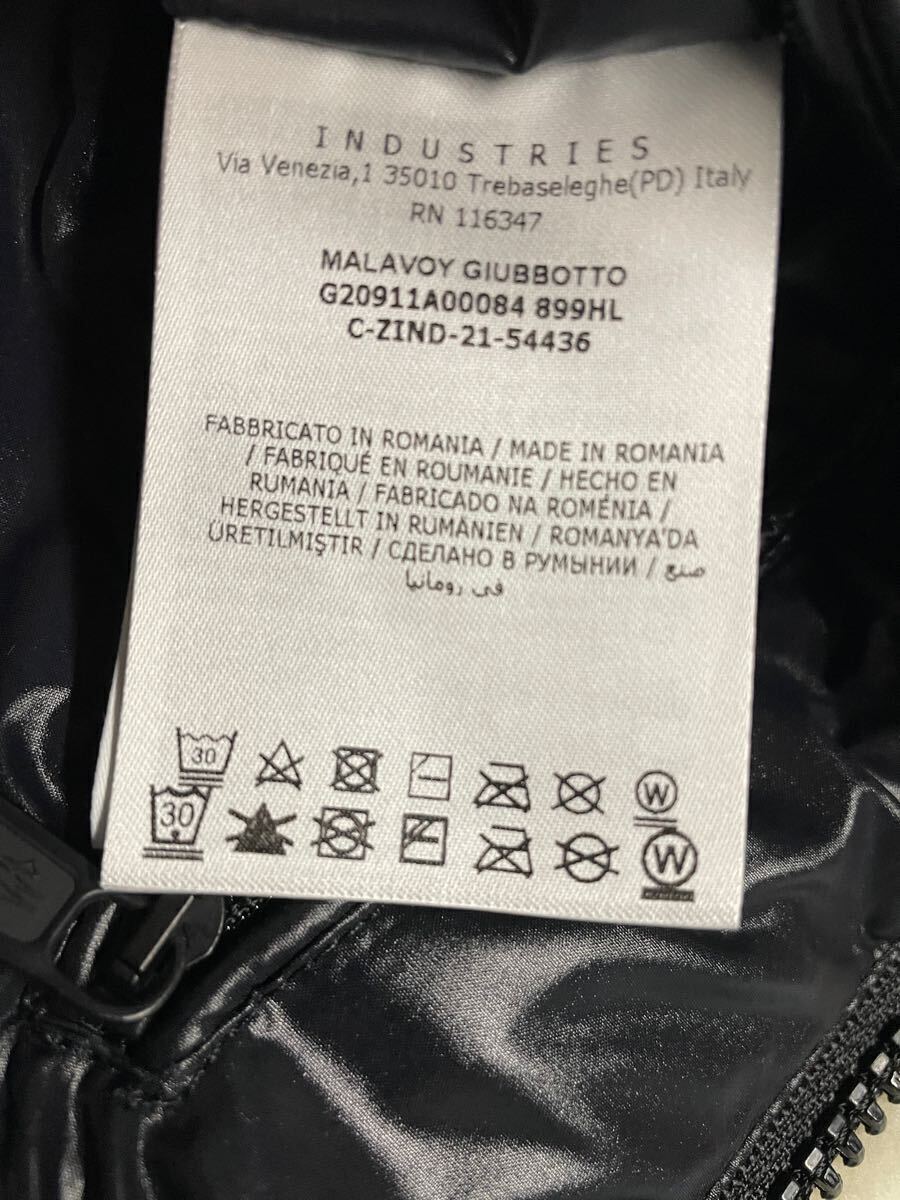 INDUSTRIES
Via Venezia,1 35010 Trebaseleghe(PD) Italy
RN 116347
MALAVOY GIUBBOTTO
G20911A00084 899HL
C-ZIND-21-54436
FABBRICATO IN ROMANIA / MADE IN ROMANIA
/ FABRIQUÉ EN ROUMANIE / HECHO EN
RUMANIA / FABRICADO NA ROMÉNIA /
HERGESTELLT IN RUMÄNIEN / ROMANYA'DA
ÜRETILMIŞTIR / СДЕЛАНО В РУМЫНИИ / صنع
في رومانيا
30 W
30 W